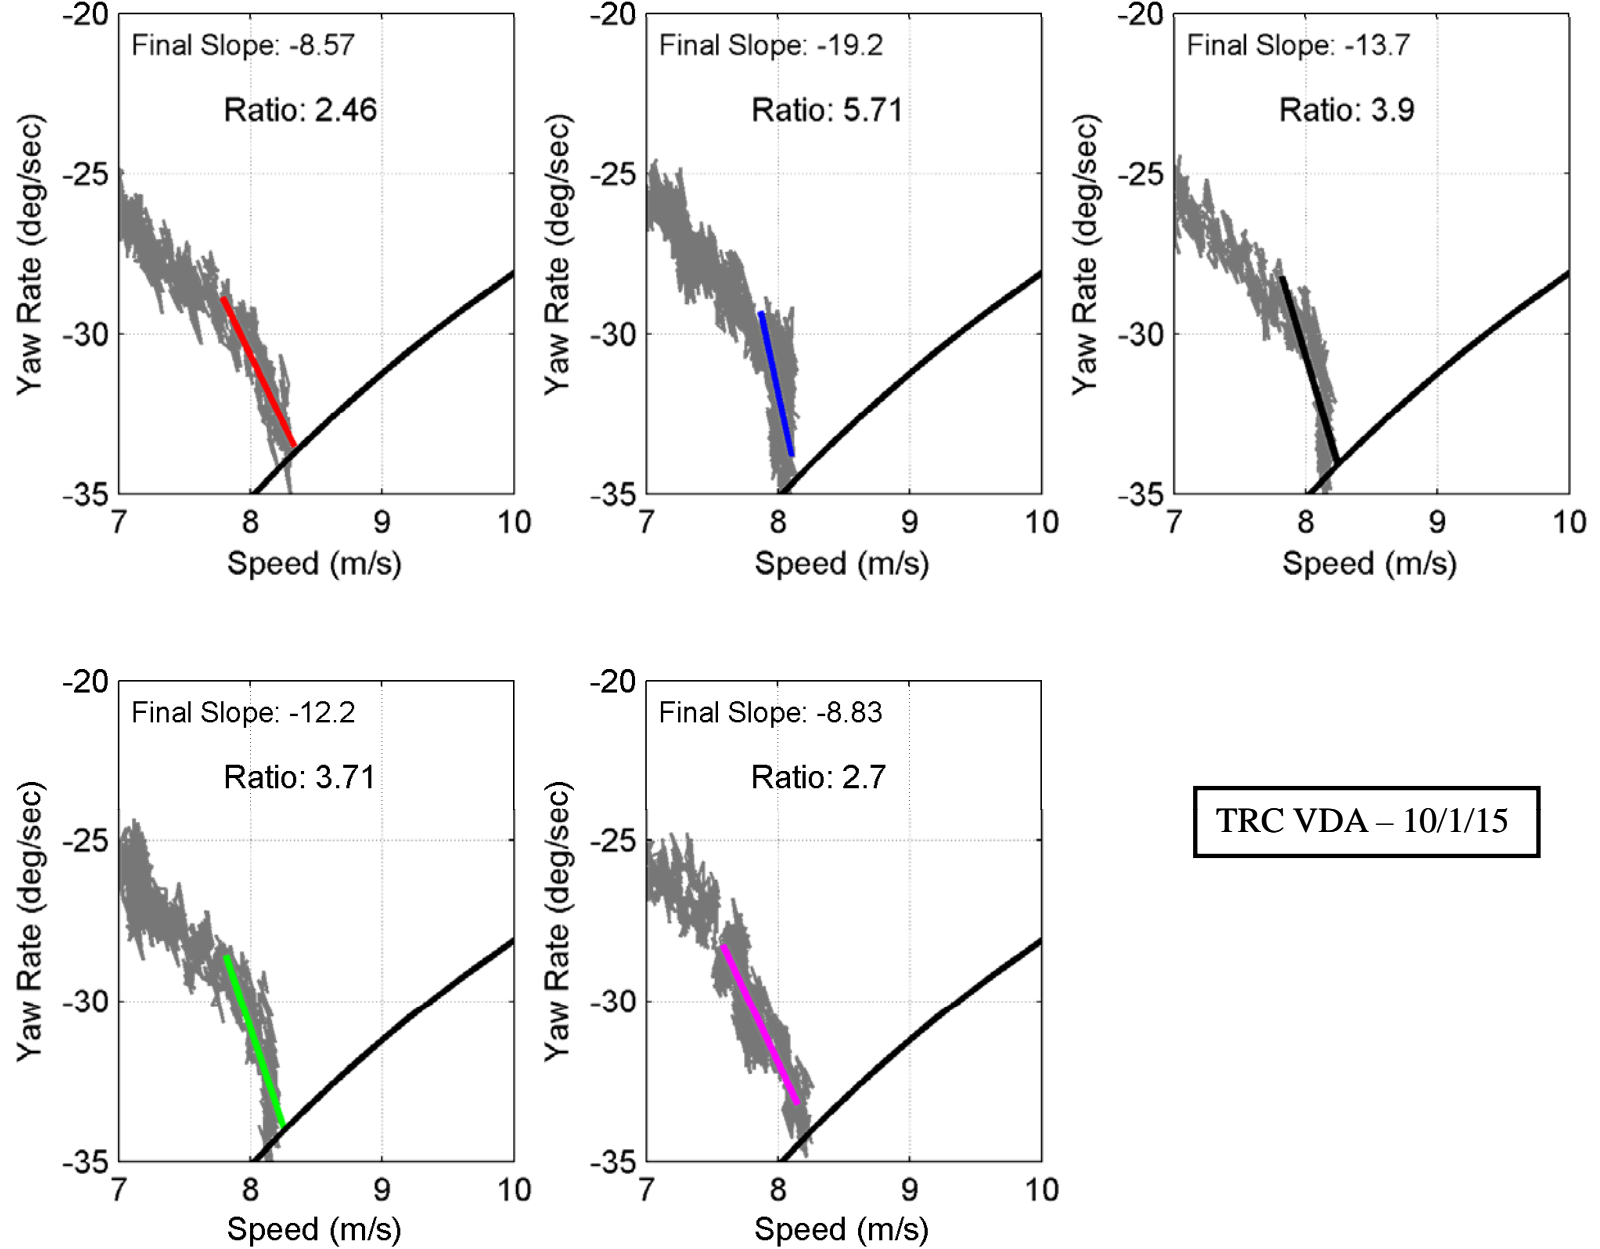 -20
Final Slope: -8.57
Ratio: 2.46
-25
-30
-35
Yaw Rate (deg/sec)
7 8 9 10
Speed (m/s)
-20
Final Slope: -19.2
Ratio: 5.71
-25
-30
-35
Yaw Rate (deg/sec)
7 8 9 10
Speed (m/s)
-20
Final Slope: -13.7
Ratio: 3.9
-25
-30
-35
Yaw Rate (deg/sec)
7 8 9 10
Speed (m/s)
-20
Final Slope: -12.2
Ratio: 3.71
-25
-30
-35
Yaw Rate (deg/sec)
7 8 9 10
Speed (m/s)
-20
Final Slope: -8.83
Ratio: 2.7
-25
-30
-35
Yaw Rate (deg/sec)
7 8 9 10
Speed (m/s)
TRC VDA – 10/1/15